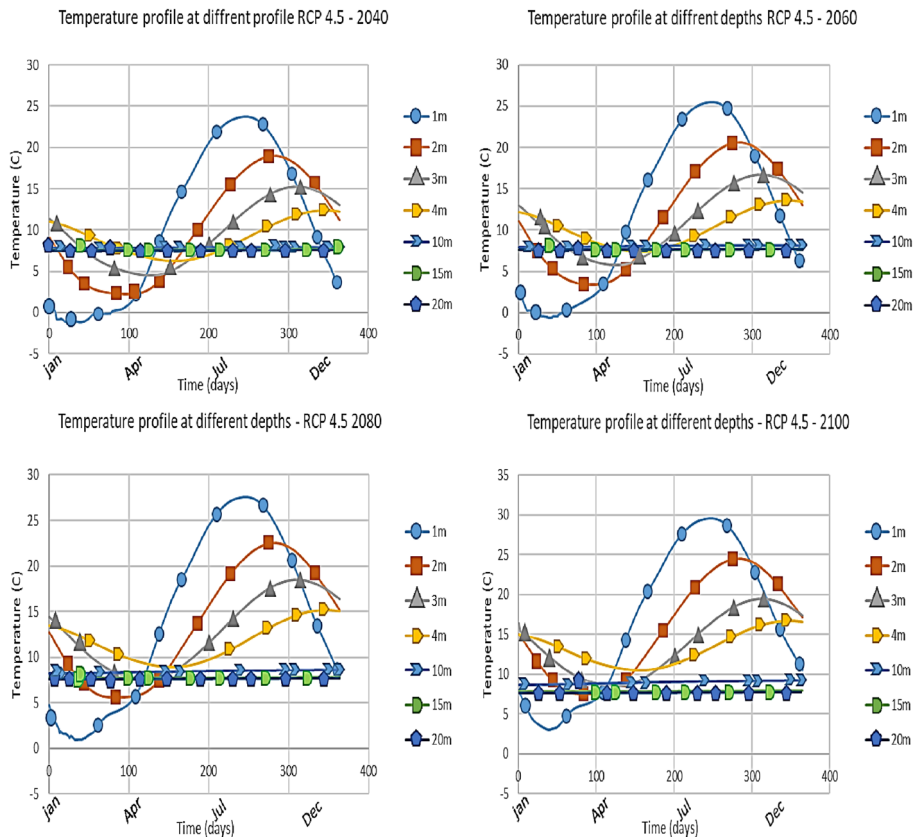 Temperature profile at diffrent profile RCP 4.5 - 2040
30
25
20
15
10
5
0
-5
Temperature (C)
0
100
200
300
400
jan
Apr
Jul
Dec
Time (days)
1m
2m
3m
4m
10m
15m
20m
Temperature profile at diffrent depths RCP 4.5 - 2060
30
25
20
15
10
5
0
-5
Temperature (C)
0
100
200
300
400
jan
Apr
Jul
Dec
Time (days)
1m
2m
3m
4m
10m
15m
20m
Temperature profile at different depths - RCP 4.5 2080
30
25
20
15
10
5
0
-5
Temperature (C)
0
100
200
300
400
jan
Apr
Jul
Dec
Time (days)
1m
2m
3m
4m
10m
15m
20m
Temperature profile at different depths - RCP 4.5 - 2100
35
30
25
20
15
10
5
0
-5
Temperature (C)
0
100
200
300
400
jan
Apr
Jul
Dec
Time (days)
1m
2m
3m
4m
10m
15m
20m